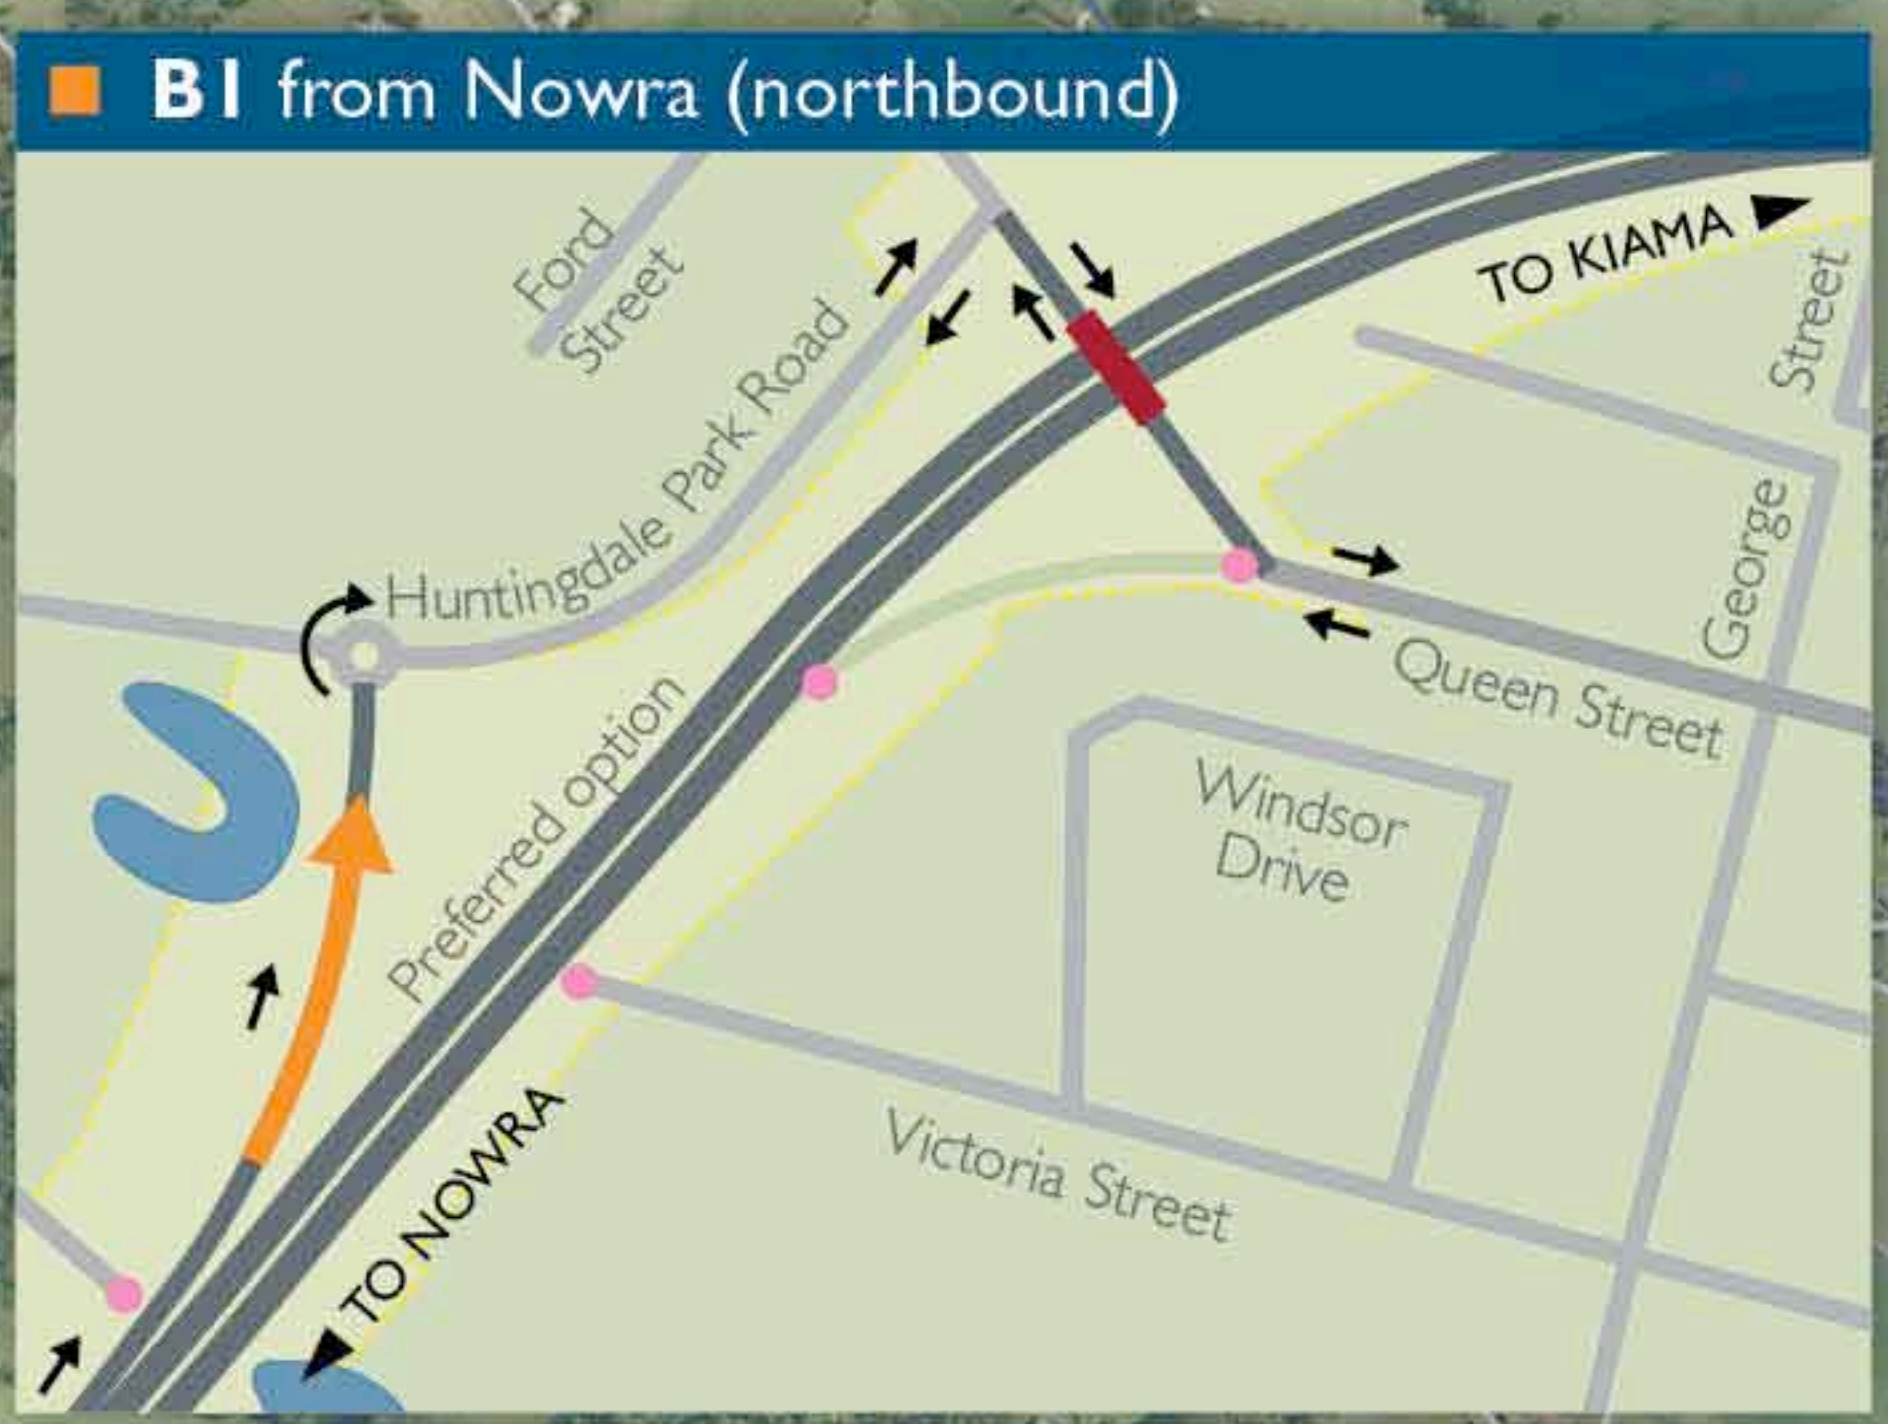 B1 from Nowra (northbound)
Ford
Street
TO KIAMA
Street
Huntingdale Park Road
George
Queen Street
Preferred option
Windsor
Drive
TO NOWRA
Victoria Street